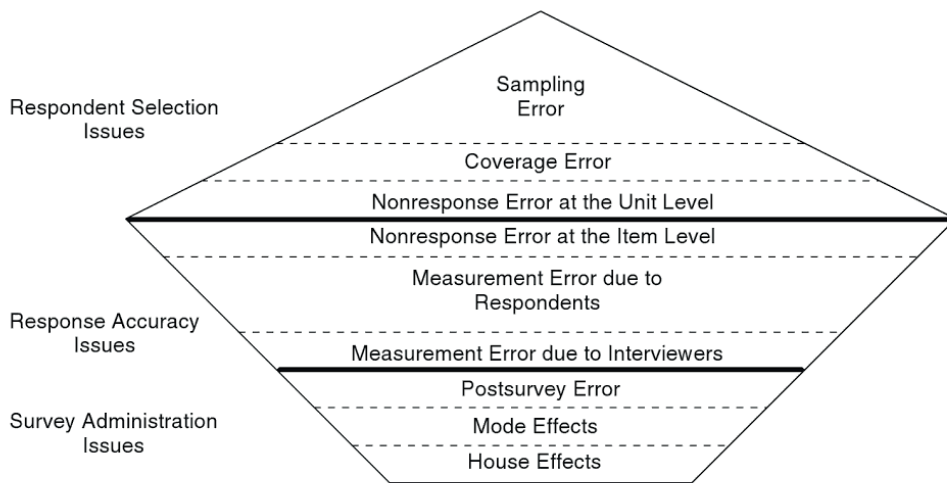 Sampling
Error
Respondent Selection
Issues
Coverage Error
Nonresponse Error at the Unit Level
Nonresponse Error at the Item Level
Measurement Error due to
Respondents
Response Accuracy
Issues
Measurement Error due to Interviewers
Postsurvey Error
Survey Administration
Issues
Mode Effects
House Effects